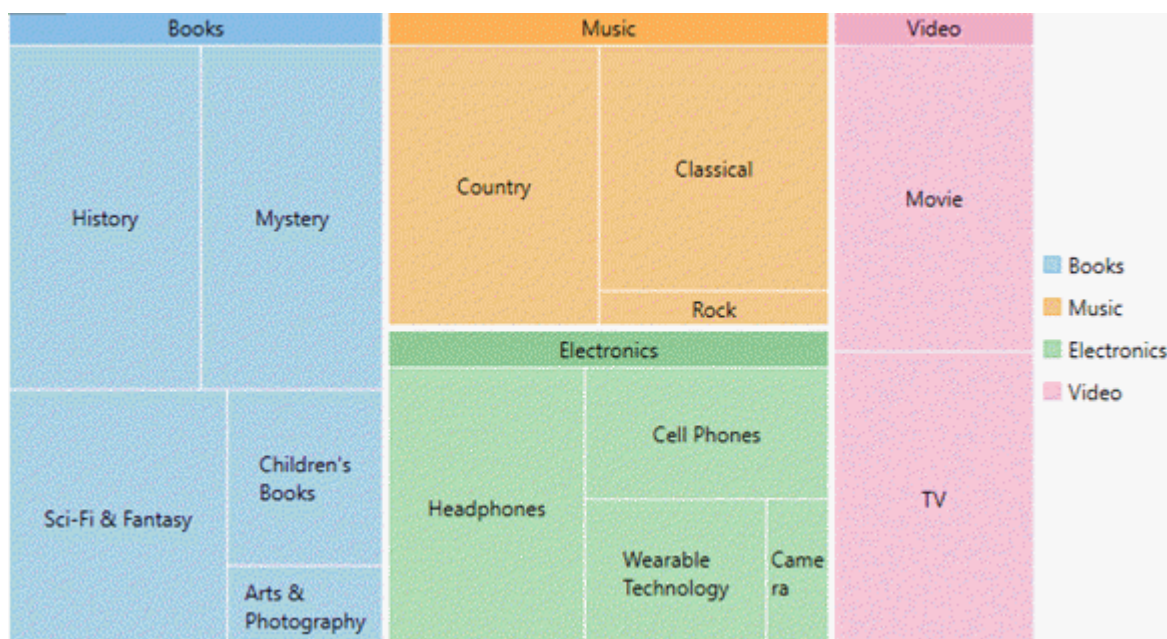 Books
History
Mystery
Sci-Fi & Fantasy
Children's
Books
Arts &
Photography
Music
Country
Classical
Rock
Electronics
Headphones
Cell Phones
Wearable
Technology
Came
ra
Video
Movie
TV
Books
Music
Electronics
Video